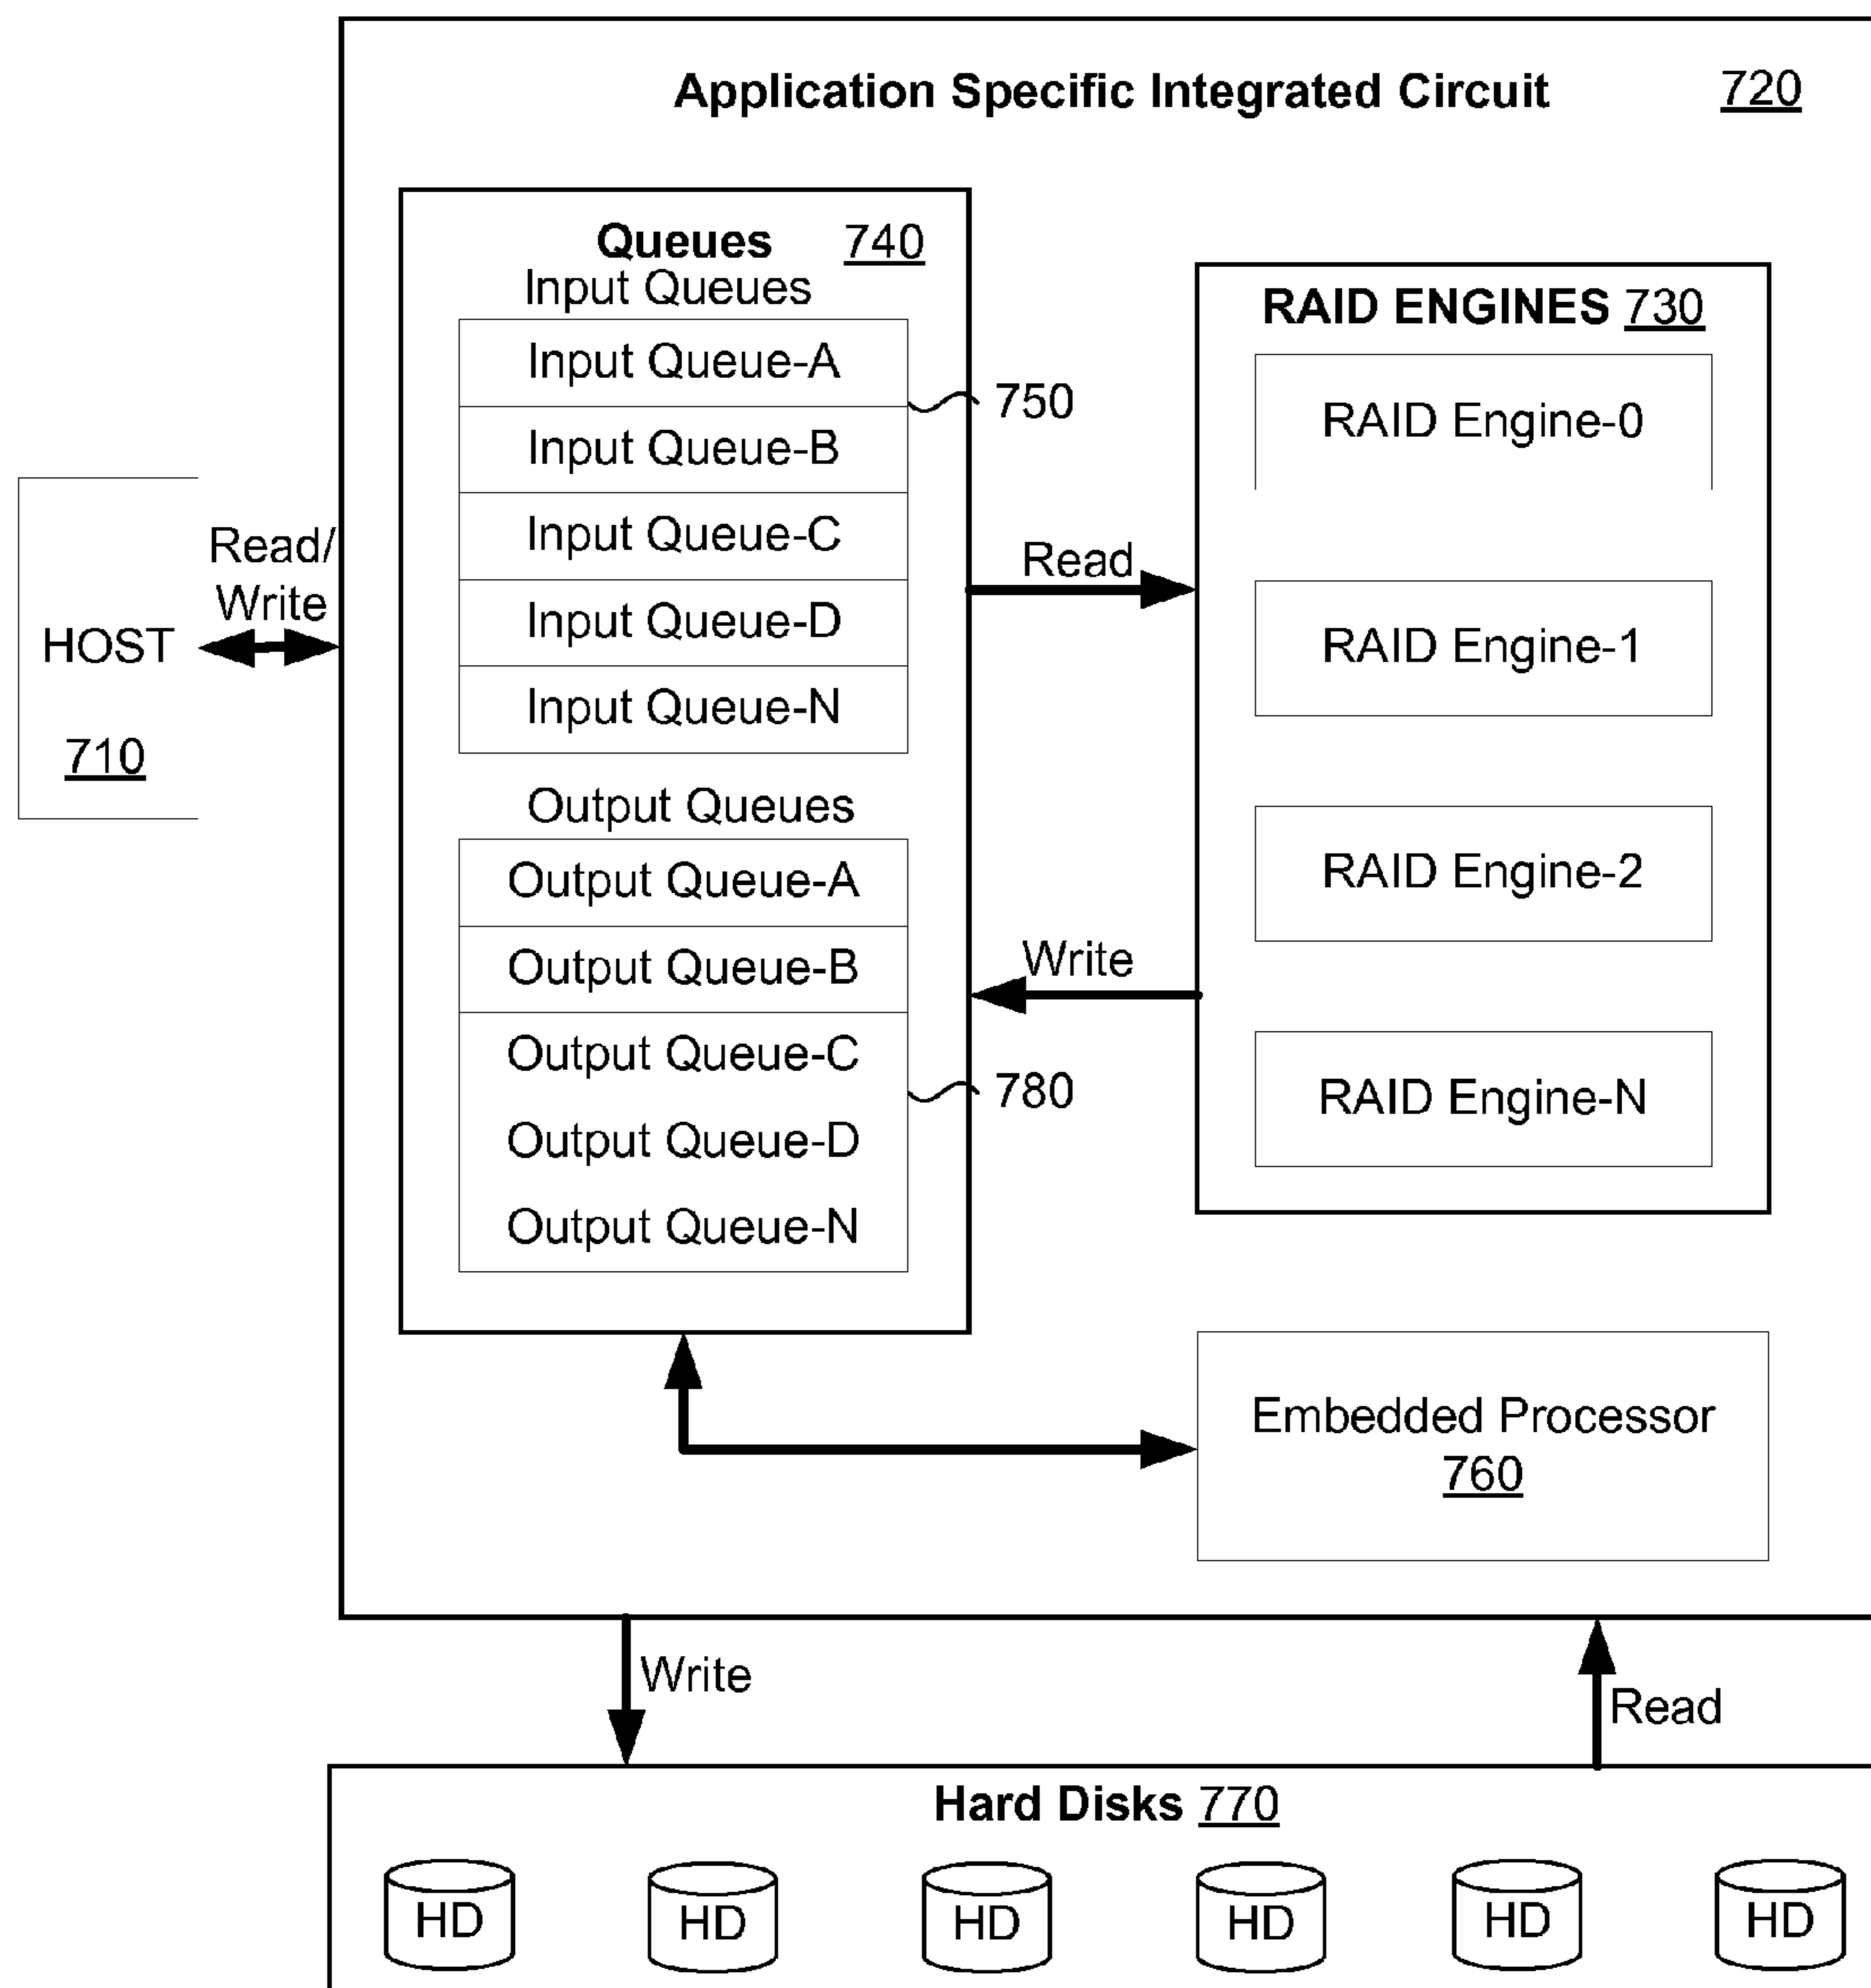 Application Specific Integrated Circuit 720
Queues 740
Input Queues
Input Queue-A
750
Input Queue-B
Input Queue-C
Input Queue-D
Input Queue-N
Output Queues
Output Queue-A
Output Queue-B
Output Queue-C
780
Output Queue-D
Output Queue-N
RAID ENGINES 730
RAID Engine-0
RAID Engine-1
RAID Engine-2
RAID Engine-N
Read/
Write
HOST
710
Read
Write
Embedded Processor
760
Write
Read
Hard Disks 770
HD
HD
HD
HD
HD
HD